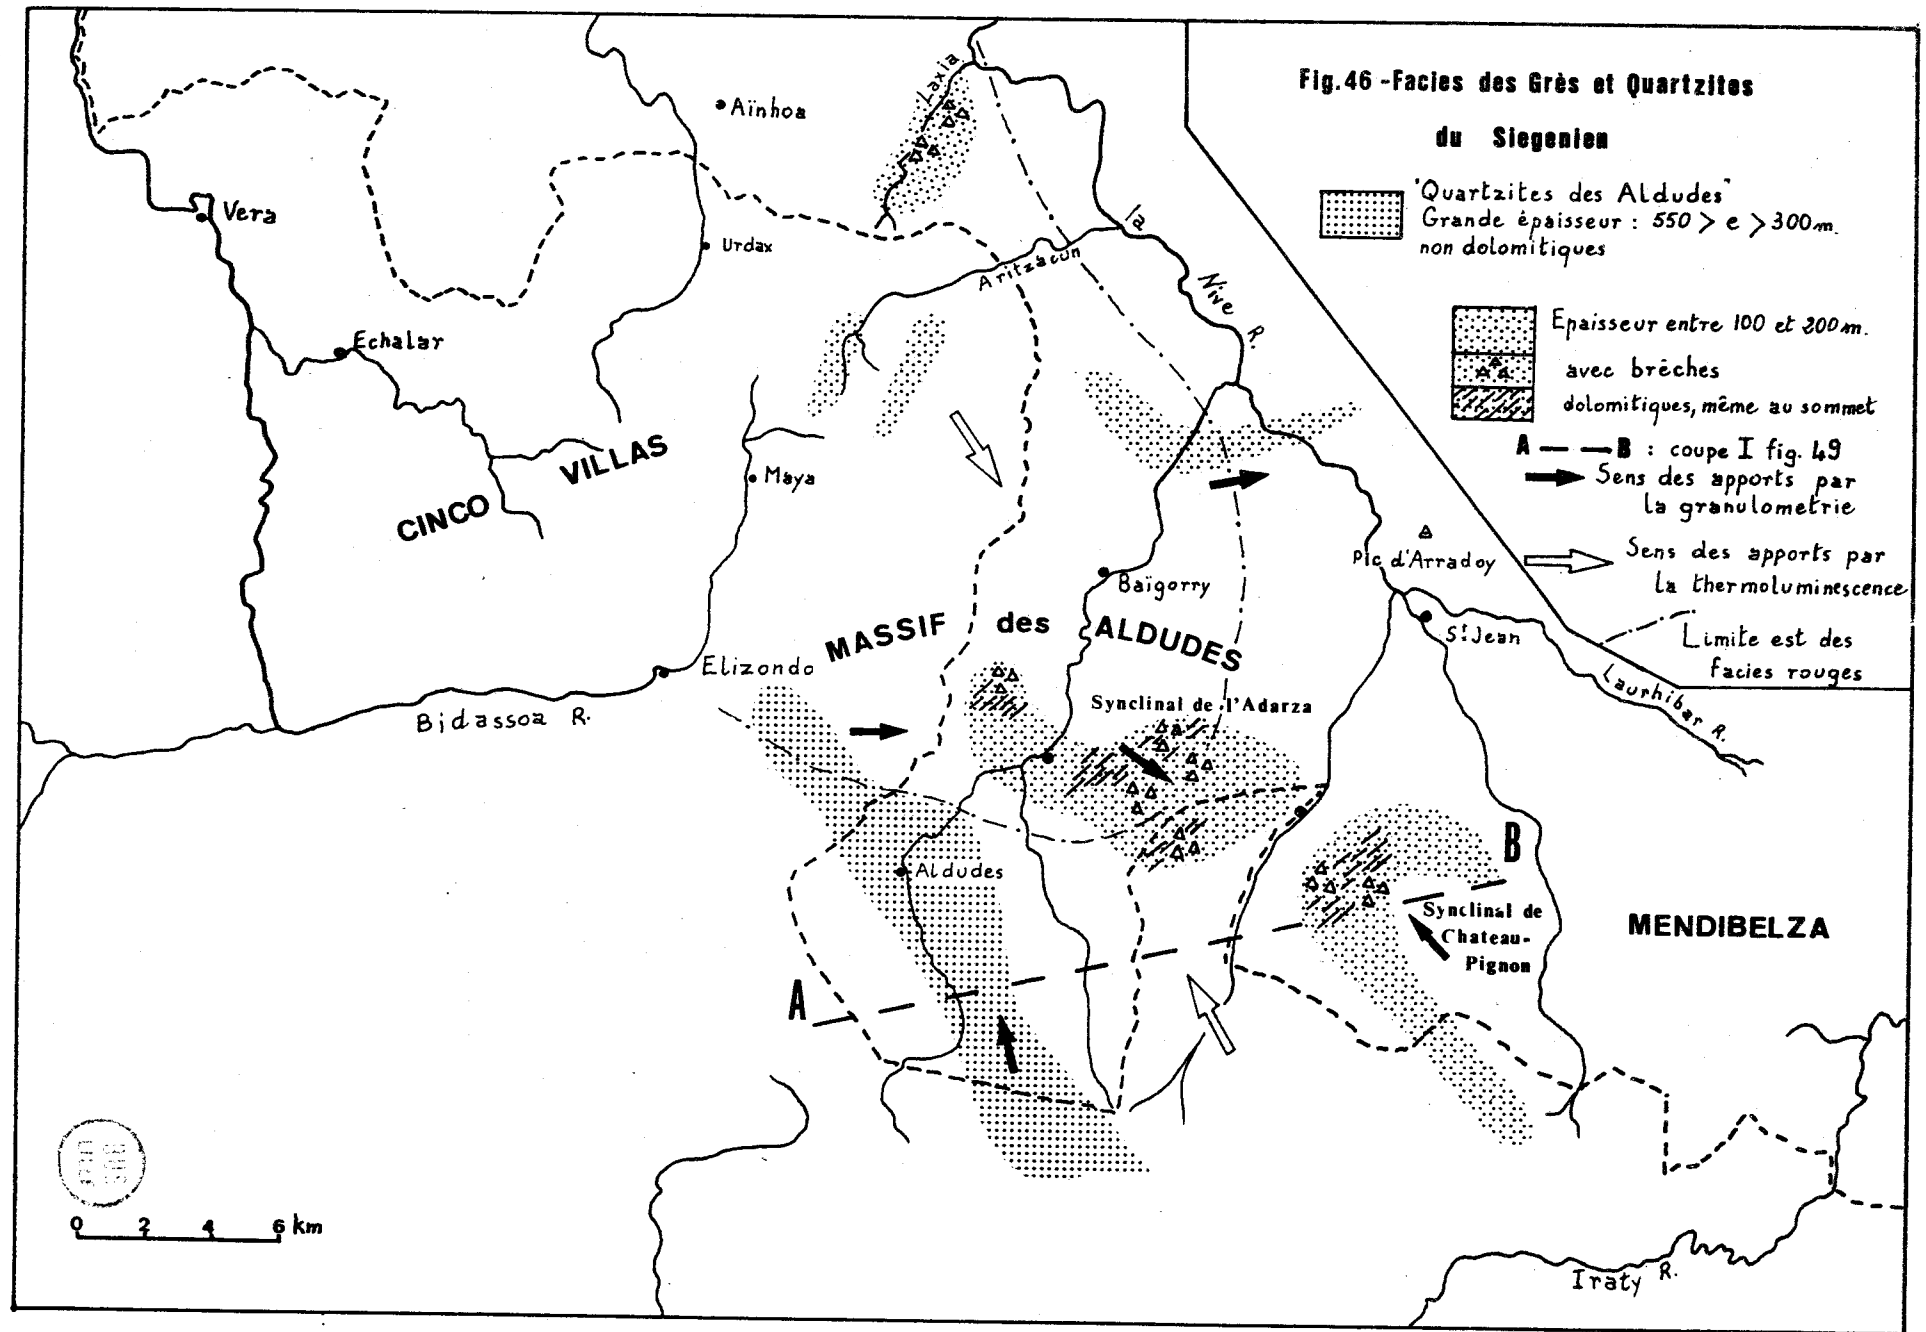 Fig.46 -Facies des Grès et Quartzites
du Siegenien
"Quartzites des Aldudes"
Grande épaisseur : 550 > e > 300m.
non dolomitiques
Epaisseur entre 100 et 200m.
avec brêches
dolomitiques, même au sommet
A — → B : coupe I fig. 49
Sens des apports par
la granulometrie
Sens des apports par
la thermoluminescence
Limite est des
facies rouges
Laxia
Aïnhoa
Vera
Urdax
Aritzacun
la
Nive
R.
Echalar
CINCO VILLAS
Maya
Pic d'Arradoy
Baïgorry
St Jean
Laurhibar R.
MASSIF des ALDUDES
Elizondo
Bidassoa R.
Synclinal de l'Adarza
Aldudes
B
Synclinal de
Chateau-
Pignon
MENDIBELZA
A
0 2 4 6 km
Iraty R.